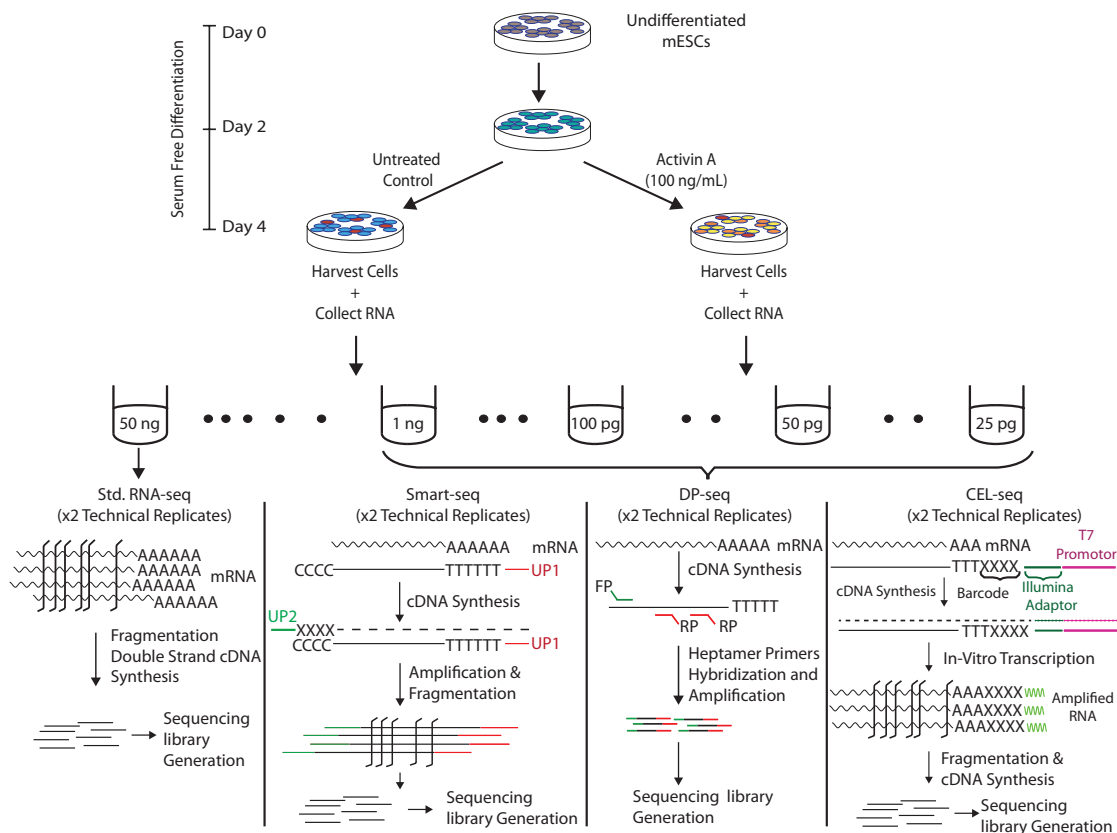 Serum Free Differentiation
Day 0
Day 2
Day 4
Undifferentiated
mESCs
Untreated
Control
Activin A
(100 ng/mL)
Harvest Cells
+
Collect RNA
Harvest Cells
+
Collect RNA
50 ng
1 ng
100 pg
50 pg
25 pg
Std. RNA-seq
(x2 Technical Replicates)
AAAAAA
AAAAAA
AAAAAA
AAAAAA
mRNA
Fragmentation
Double Strand cDNA
Synthesis
Sequencing
library
Generation
Smart-seq
(x2 Technical Replicates)
AAAAAA mRNA
CCCC TTTTTT UP1
cDNA Synthesis
UP2
XXXX
CCCC TTTTTT UP1
Amplification &
Fragmentation
Sequencing
library Generation
DP-seq
(x2 Technical Replicates)
AAAAA mRNA
cDNA Synthesis
FP
TTTTT
RP RP
Heptamer Primers
Hybridization and
Amplification
Sequencing library
Generation
CEL-seq
(x2 Technical Replicates)
AAA mRNA
T7
Promotor
TTTXXXX
cDNA Synthesis
Barcode
Illumina
Adaptor
TTTXXXX
In-Vitro Transcription
AAAXXXX
AAAXXXX
AAAXXXX
Amplified
RNA
Fragmentation &
cDNA Synthesis
Sequencing
library Generation